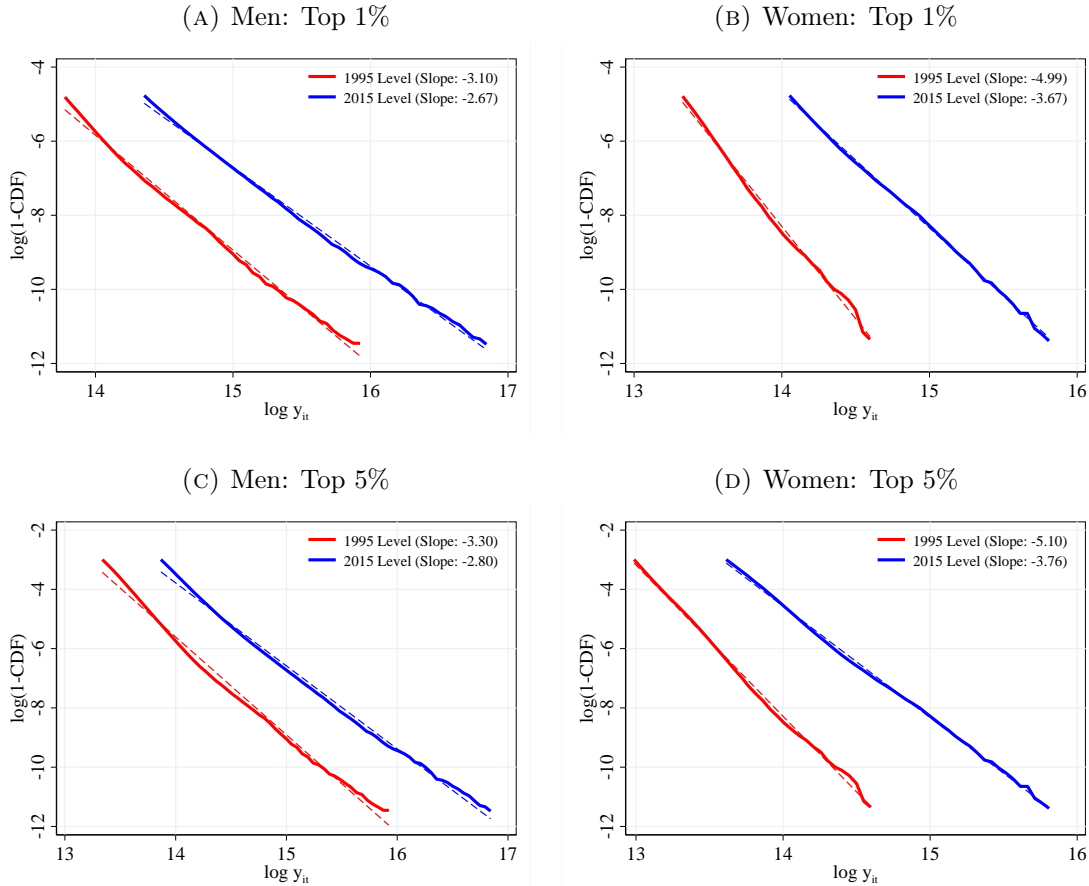 (A) Men: Top 1%
-4
-6
-8
-10
-12
log(1-CDF)
1995 Level (Slope: -3.10)
2015 Level (Slope: -2.67)
14
15
16
17
log y_it
(B) Women: Top 1%
-4
-6
-8
-10
-12
log(1-CDF)
1995 Level (Slope: -4.99)
2015 Level (Slope: -3.67)
13
14
15
16
log y_it
(C) Men: Top 5%
-2
-4
-6
-8
-10
-12
log(1-CDF)
1995 Level (Slope: -3.30)
2015 Level (Slope: -2.80)
13
14
15
16
17
log y_it
(D) Women: Top 5%
-2
-4
-6
-8
-10
-12
log(1-CDF)
1995 Level (Slope: -5.10)
2015 Level (Slope: -3.76)
13
14
15
16
log y_it